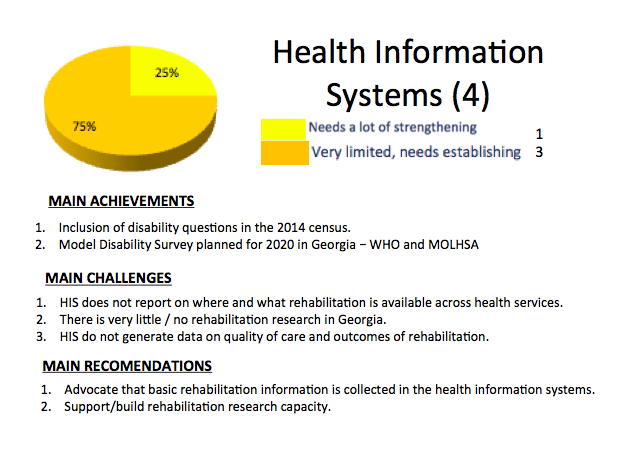 Health Information
Systems (4)
25%
75%
Needs a lot of strengthening 1
Very limited, needs establishing 3
MAIN ACHIEVEMENTS
1. Inclusion of disability questions in the 2014 census.
2. Model Disability Survey planned for 2020 in Georgia – WHO and MOLHSA
MAIN CHALLENGES
1. HIS does not report on where and what rehabilitation is available across health services.
2. There is very little / no rehabilitation research in Georgia.
3. HIS do not generate data on quality of care and outcomes of rehabilitation.
MAIN RECOMENDATIONS
1. Advocate that basic rehabilitation information is collected in the health information systems.
2. Support/build rehabilitation research capacity.